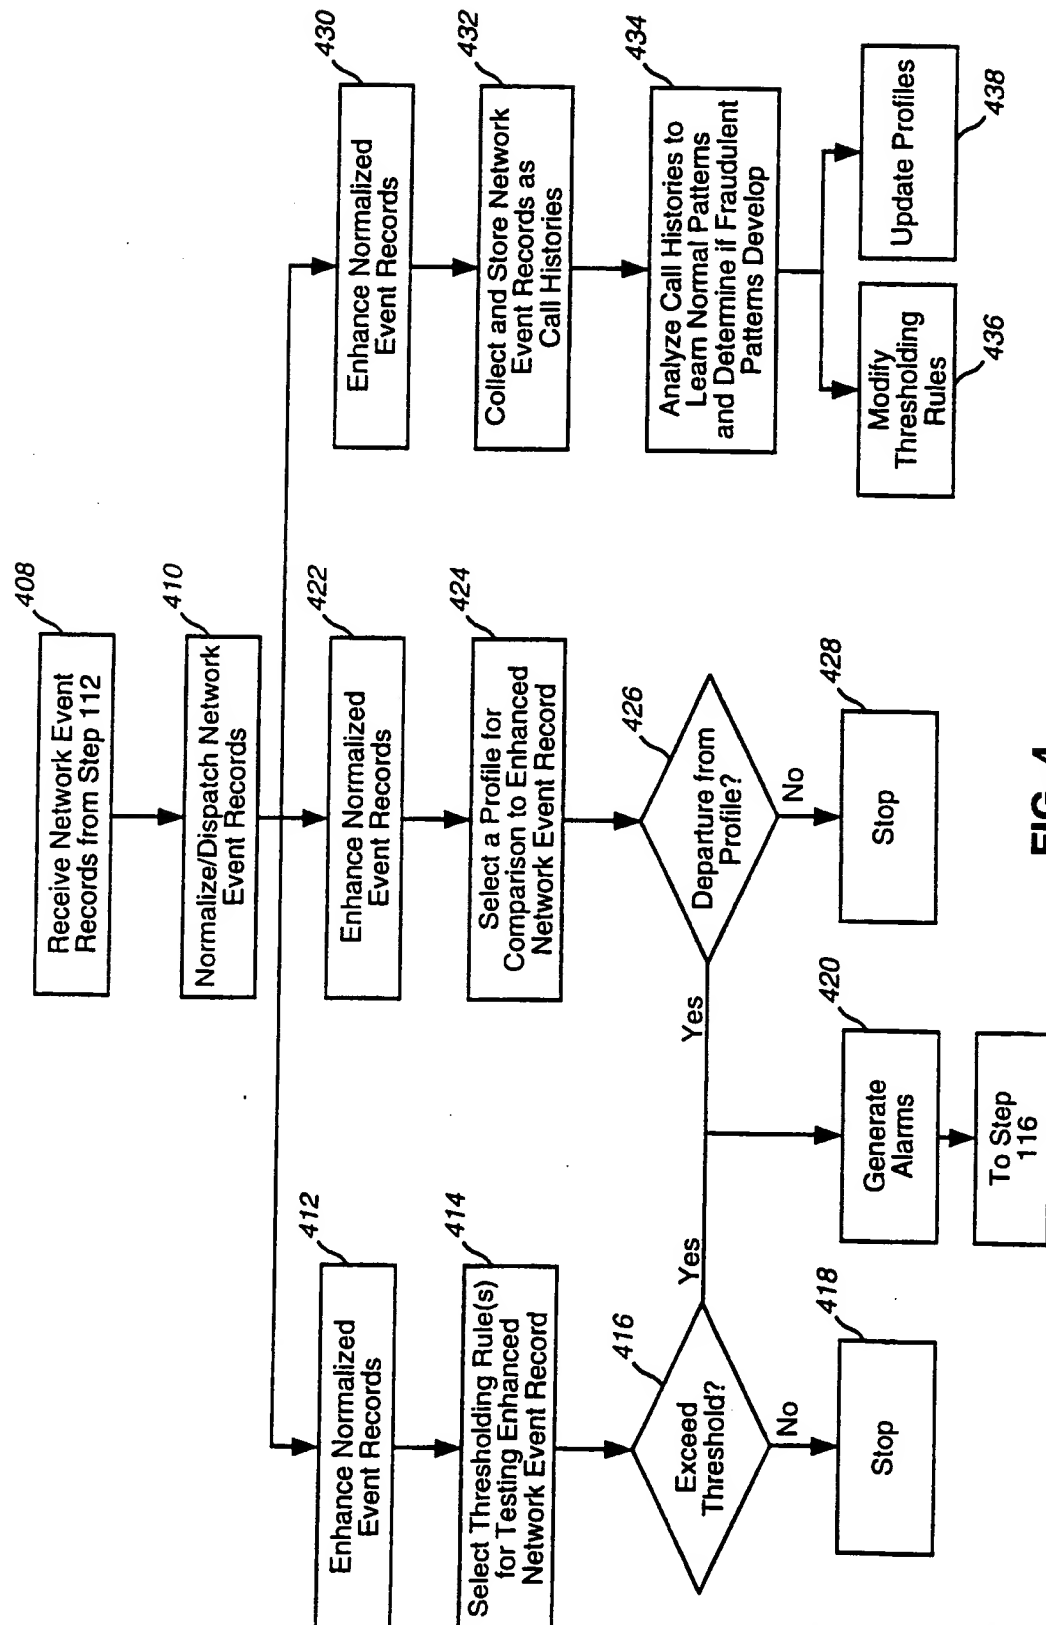 408
Receive Network Event
Records from Step 112
410
Normalize/Dispatch Network
Event Records
412
Enhance Normalized
Event Records
414
Select Thresholding Rule(s)
for Testing Enhanced
Network Event Record
416
Exceed
Threshold?
Yes
No
418
Stop
422
Enhance Normalized
Event Records
424
Select a Profile for
Comparison to Enhanced
Network Event Record
426
Departure from
Profile?
Yes
No
428
Stop
420
Generate
Alarms
To Step
116
430
Enhance Normalized
Event Records
432
Collect and Store Network
Event Records as
Call Histories
434
Analyze Call Histories to
Learn Normal Patterns
and Determine if Fraudulent
Patterns Develop
Modify
Thresholding
Rules
436
Update Profiles
438
FIG. 4